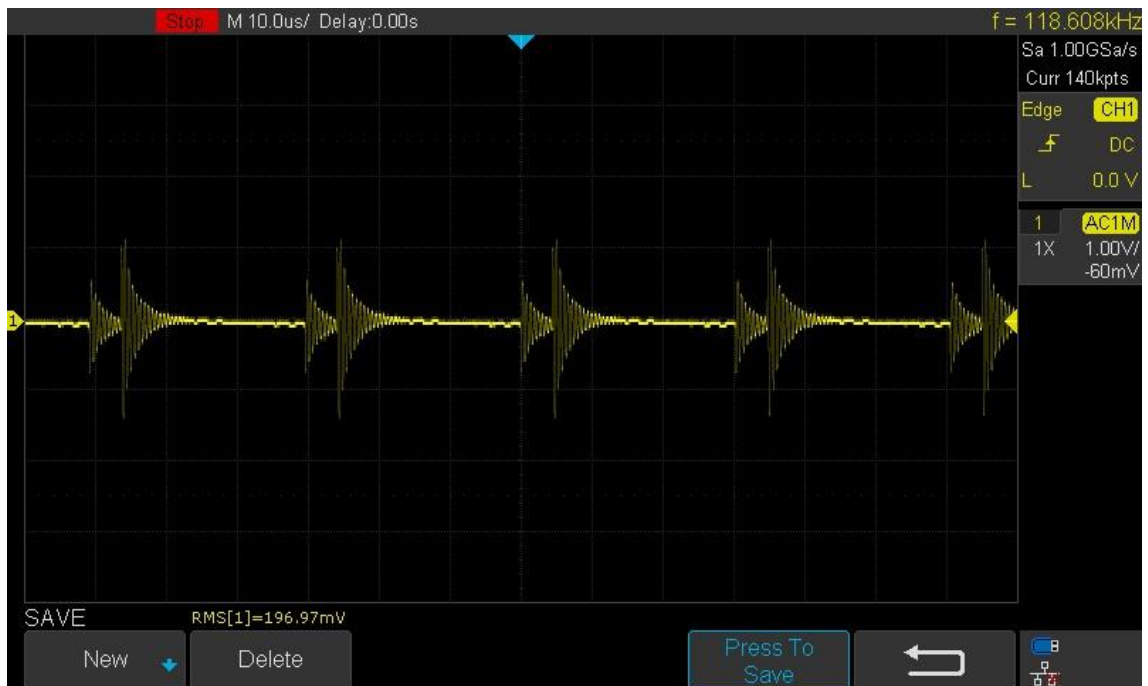 Stop M 10.0us/ Delay:0.00s f = 118.608kHz
Sa 1.00GSa/s
Curr 140kpts
Edge CH1
DC
L 0.0 V
1 AC1M
1X 1.00V/
-60mV
1
SAVE RMS[1]=196.97mV
New Delete Press To
Save